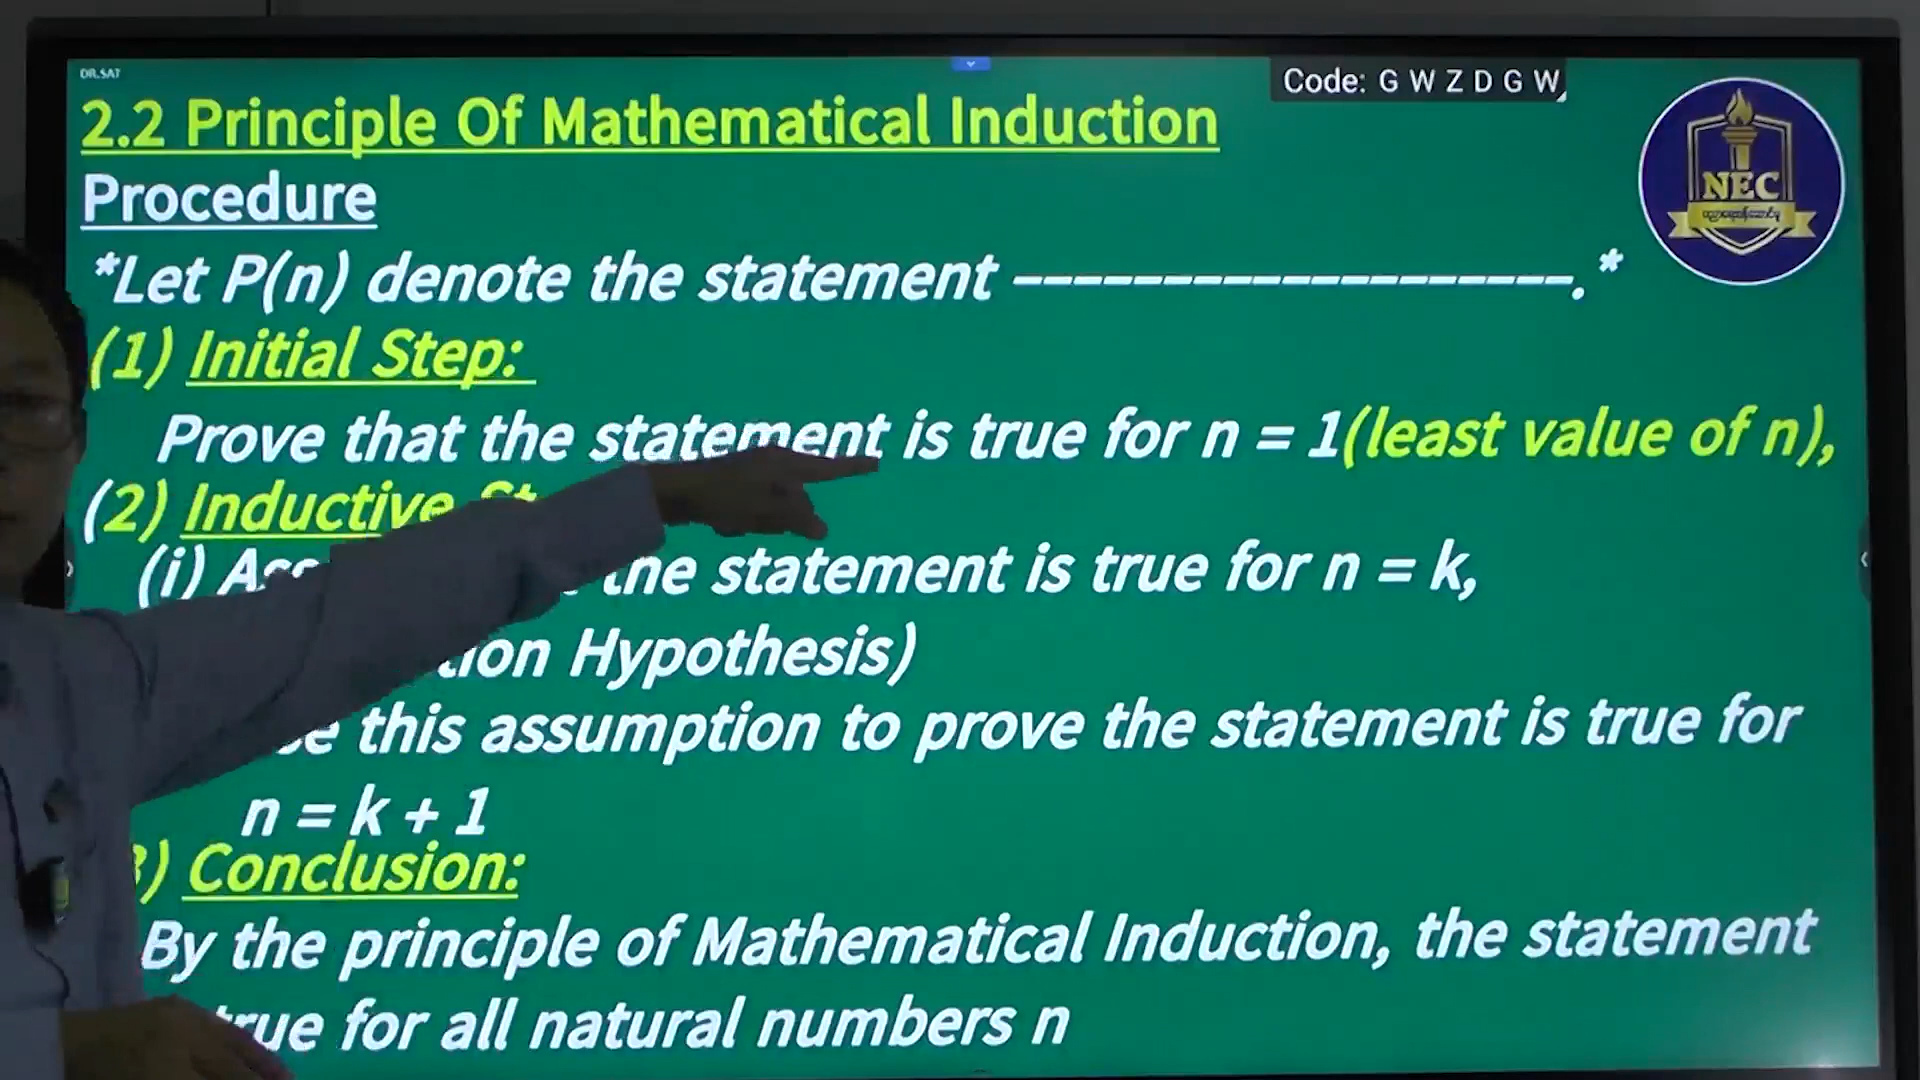 DR.SAT
Code: G W Z D G W
2.2 Principle Of Mathematical Induction
Procedure
NEC
*Let P(n) denote the statement -------------------.*
(1) Initial Step:
Prove that the statement is true for n = 1(least value of n),
(2) Inductive
(i) the statement is true for n = k,
Hypothesis)
this assumption to prove the statement is true for
n = k + 1
Conclusion:
By the principle of Mathematical Induction, the statement
true for all natural numbers n